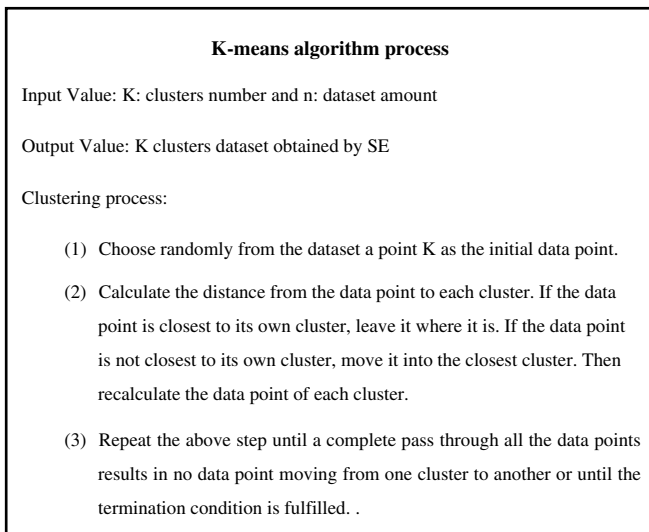 K-means algorithm process
Input Value: K: clusters number and n: dataset amount
Output Value: K clusters dataset obtained by SE
Clustering process:
(1) Choose randomly from the dataset a point K as the initial data point.
(2) Calculate the distance from the data point to each cluster. If the data
point is closest to its own cluster, leave it where it is. If the data point
is not closest to its own cluster, move it into the closest cluster. Then
recalculate the data point of each cluster.
(3) Repeat the above step until a complete pass through all the data points
results in no data point moving from one cluster to another or until the
termination condition is fulfilled. .